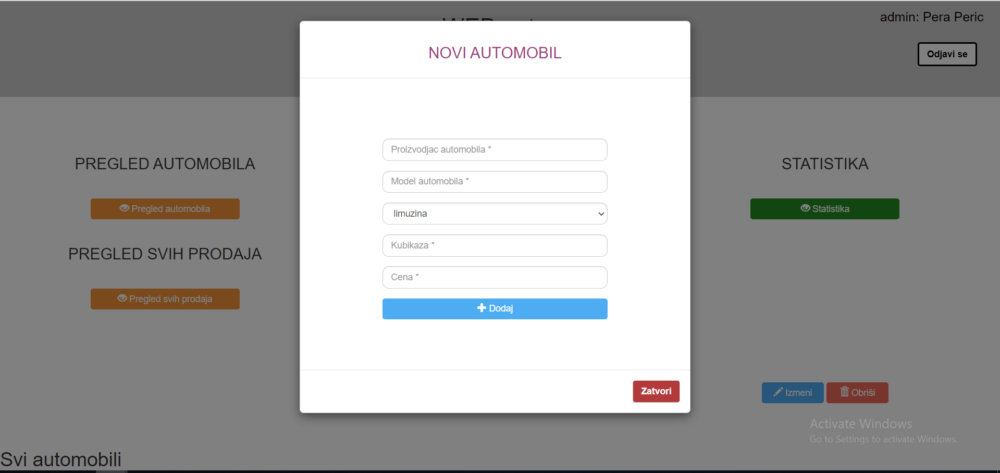 admin: Pera Peric
Odjavi se
NOVI AUTOMOBIL
PREGLED AUTOMOBILA
Pregled automobila
PREGLED SVIH PRODAJA
Pregled svih prodaja
Proizvodjac automobila *
Model automobila *
limuzina
Kubikaza *
Cena *
Dodaj
Zatvori
STATISTIKA
Statistika
Izmeni Obriši
Activate Windows
Go to Settings to activate Windows.
Svi automobili